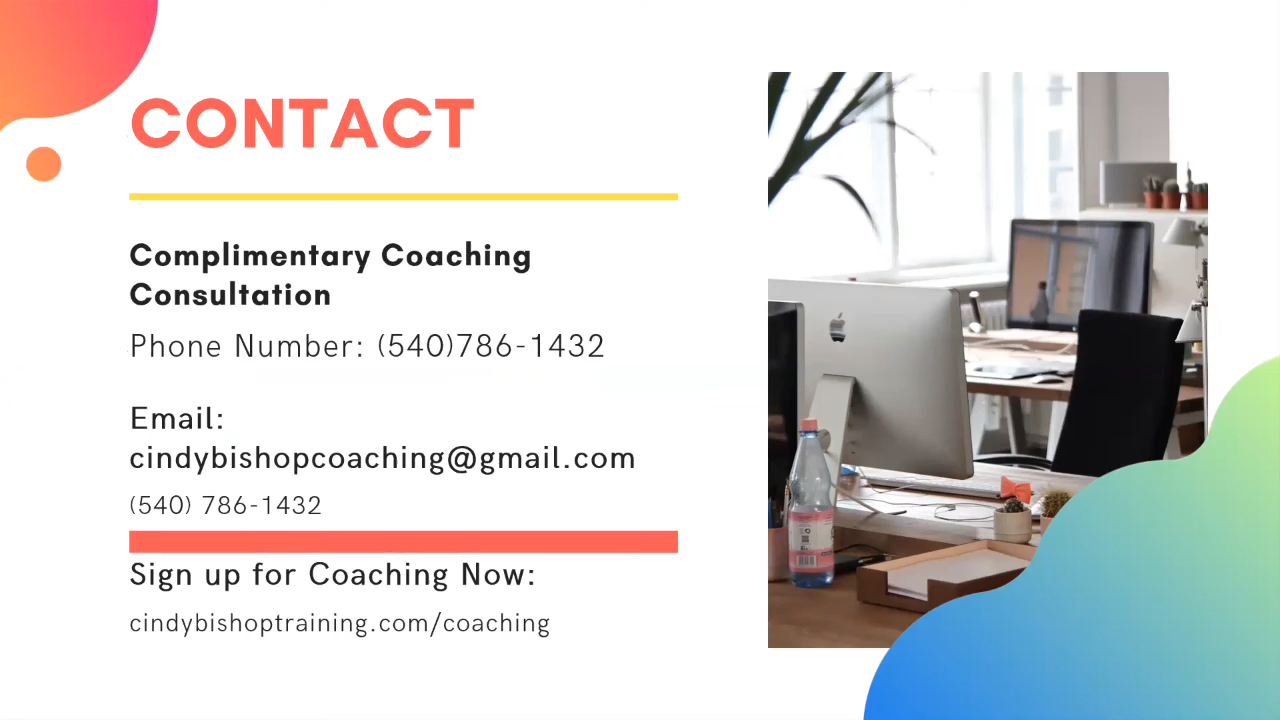 CONTACT
Complimentary Coaching
Consultation
Phone Number: (540)786-1432
Email:
cindybishopcoaching@gmail.com
(540) 786-1432
Sign up for Coaching Now:
cindybishoptraining.com/coaching